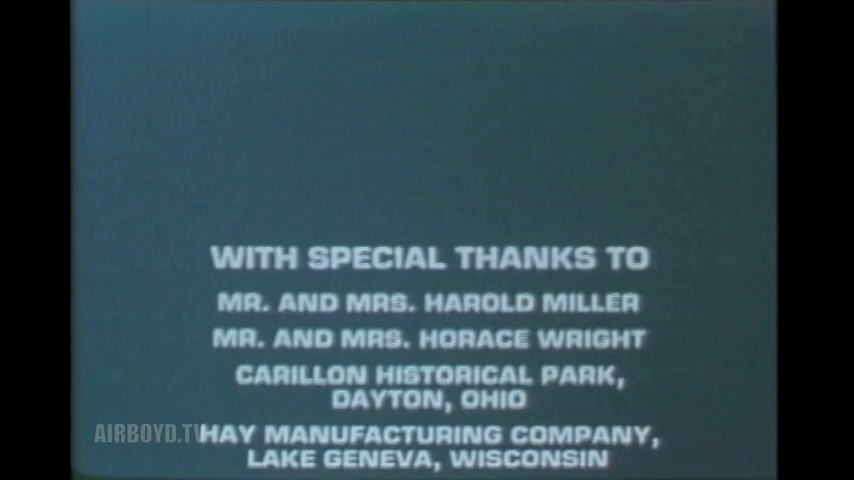 WITH SPECIAL THANKS TO
MR. AND MRS. HAROLD MILLER
MR. AND MRS. HORACE WRIGHT
CARILLON HISTORICAL PARK,
DAYTON, OHIO
HAY MANUFACTURING COMPANY,
LAKE GENEVA, WISCONSIN
AIRBOYD.TV